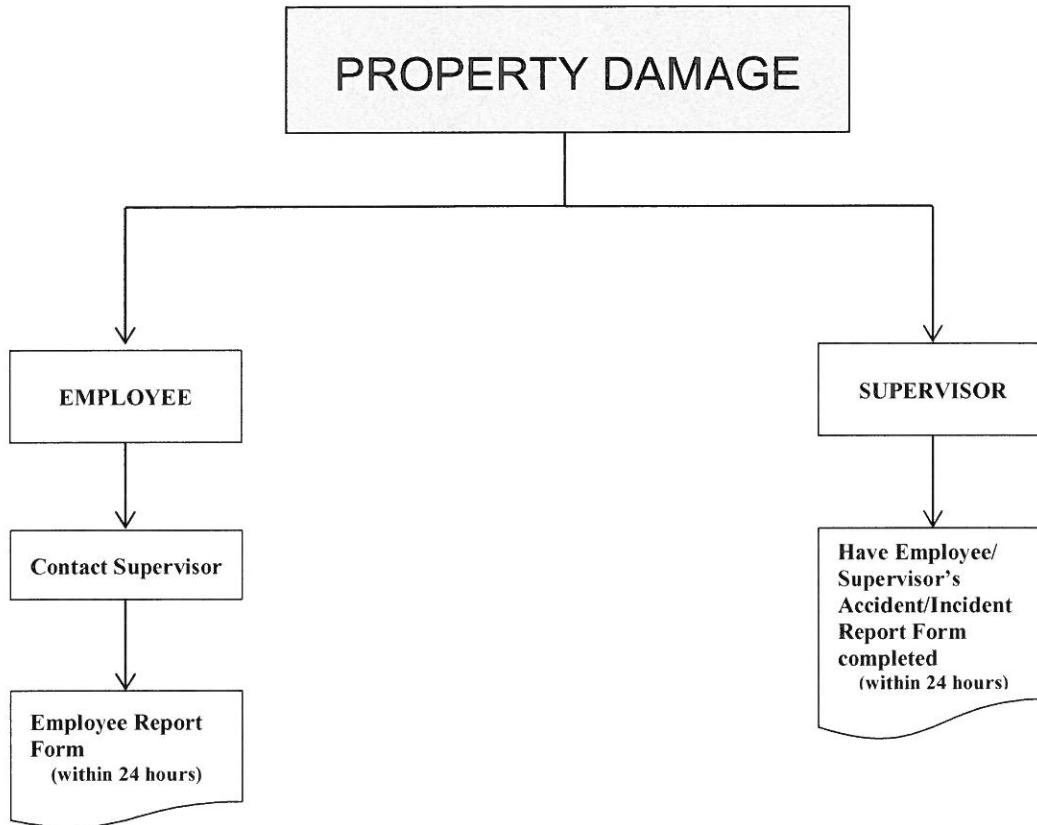 PROPERTY DAMAGE
EMPLOYEE
Contact Supervisor
Employee Report
Form
(within 24 hours)
SUPERVISOR
Have Employee/
Supervisor's
Accident/Incident
Report Form
completed
(within 24 hours)